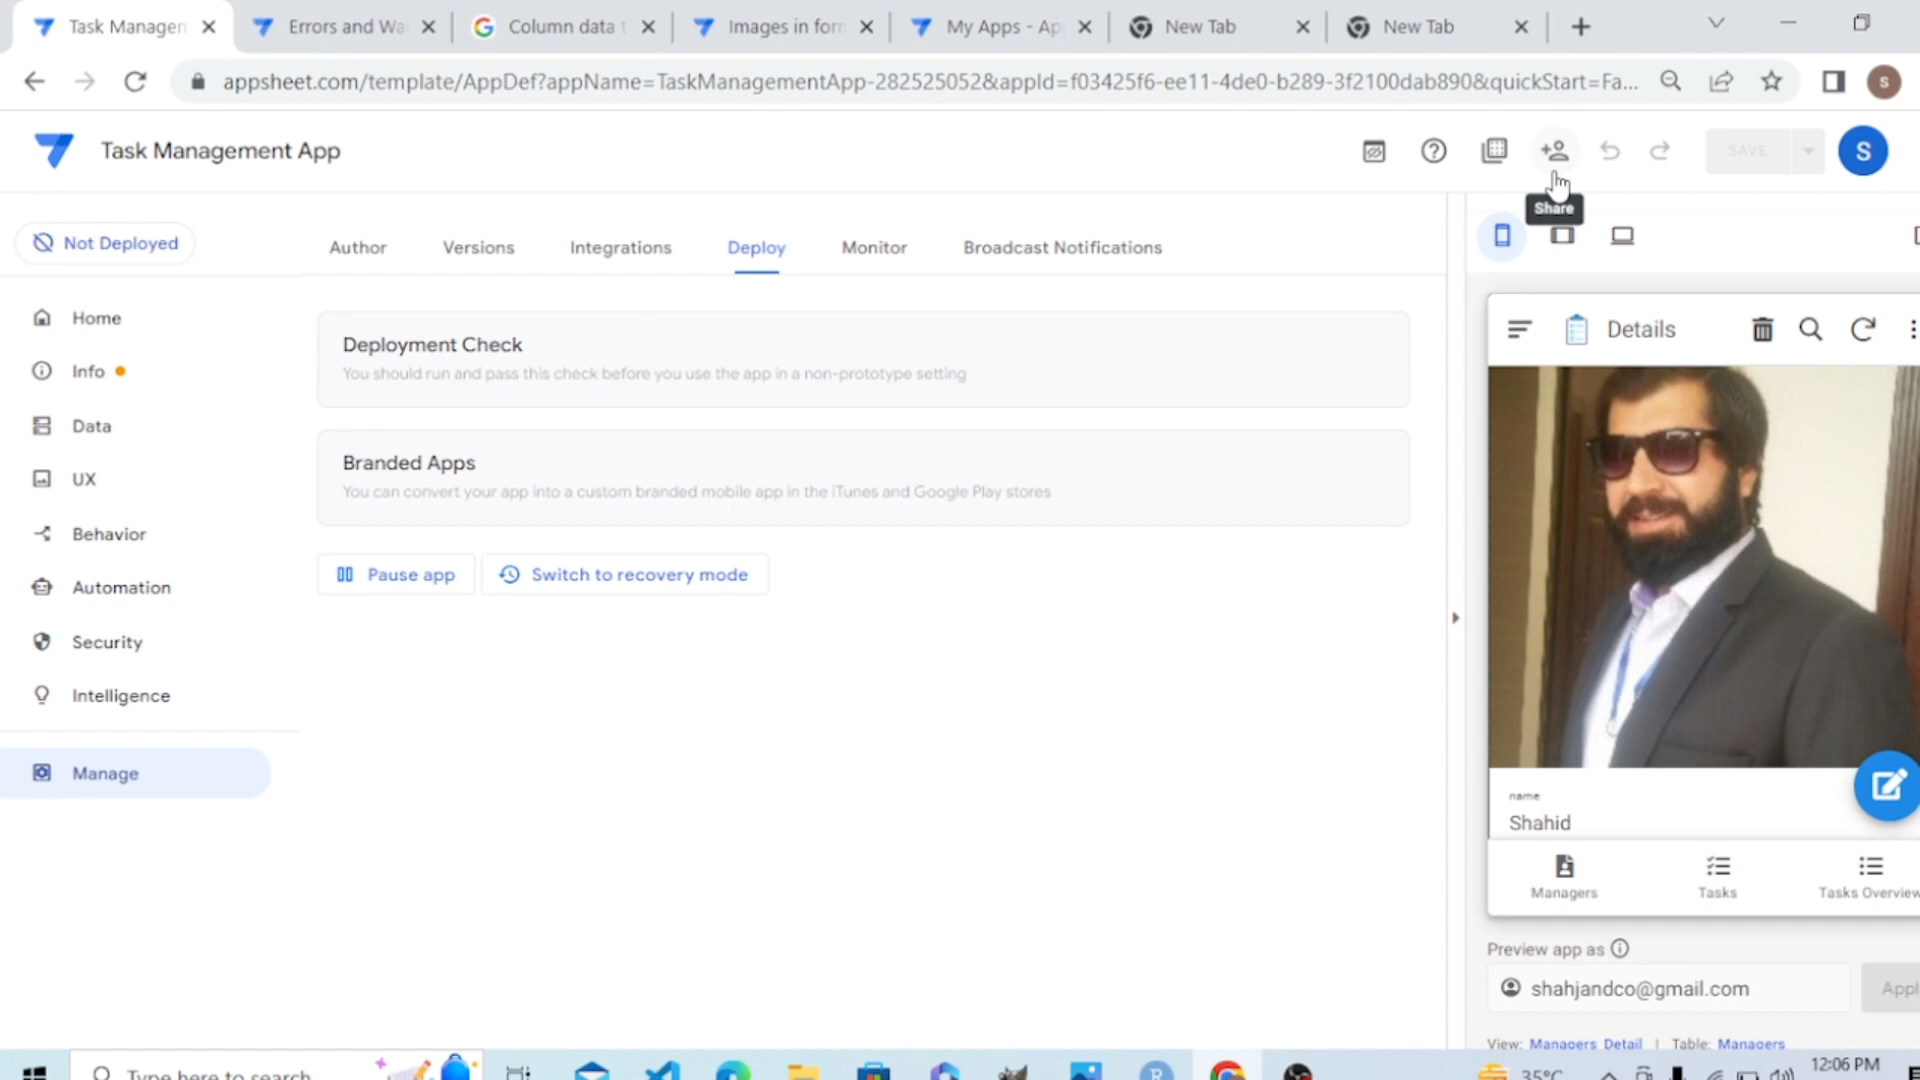 Task Managen
Errors and Wa
Column data t
Images in form
My Apps - Ap
New Tab
New Tab
appsheet.com/template/AppDef?appName=TaskManagementApp-282525052&appId=f03425f6-ee11-4de0-b289-3f2100dab890&quickStart=Fa...
S
Task Management App
SAVE
S
Share
Not Deployed
Author
Versions
Integrations
Deploy
Monitor
Broadcast Notifications
Home
Info
Data
UX
Behavior
Automation
Security
Intelligence
Manage
Deployment Check
You should run and pass this check before you use the app in a non-prototype setting
Branded Apps
You can convert your app into a custom branded mobile app in the iTunes and Google Play stores
Pause app
Switch to recovery mode
Details
name
Shahid
Managers
Tasks
Tasks Overview
Preview app as
shahjandco@gmail.com
Appl
View: Managers_Detail | Table: Managers
Type here to search
35°C
12:06 PM